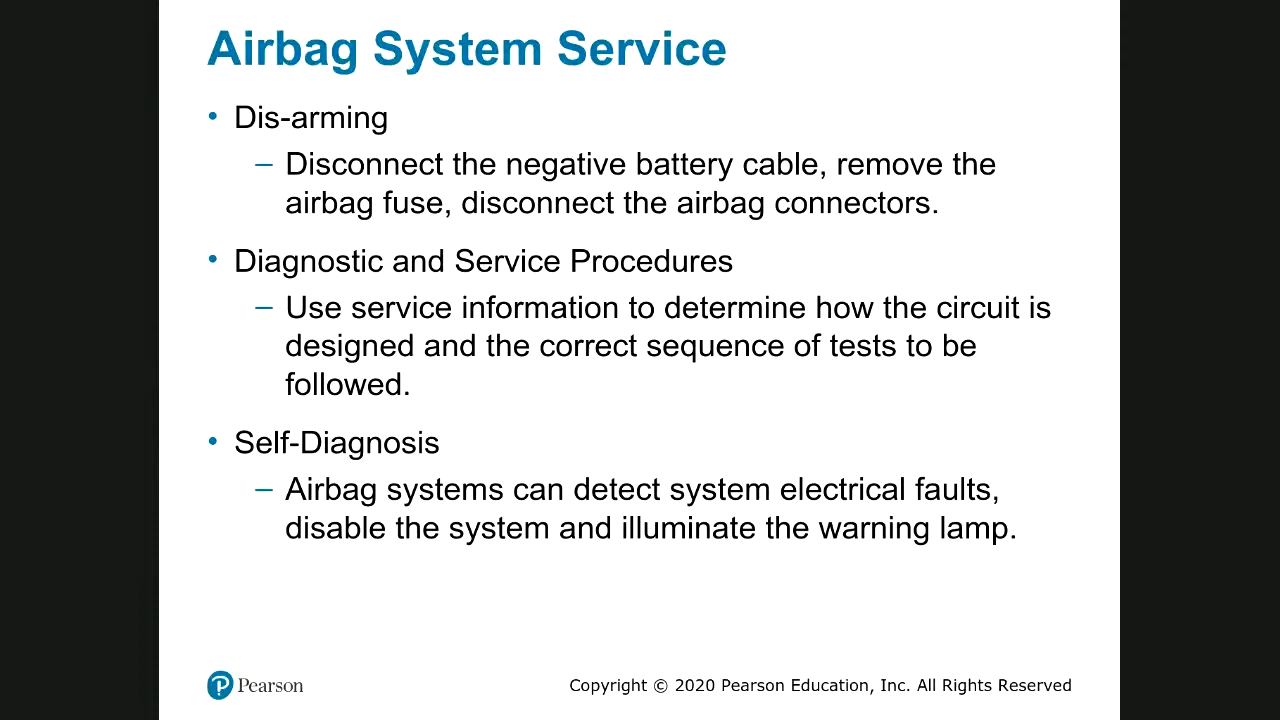 Airbag System Service
• Dis-arming
– Disconnect the negative battery cable, remove the
airbag fuse, disconnect the airbag connectors.
• Diagnostic and Service Procedures
– Use service information to determine how the circuit is
designed and the correct sequence of tests to be
followed.
• Self-Diagnosis
– Airbag systems can detect system electrical faults,
disable the system and illuminate the warning lamp.
P Pearson
Copyright © 2020 Pearson Education, Inc. All Rights Reserved